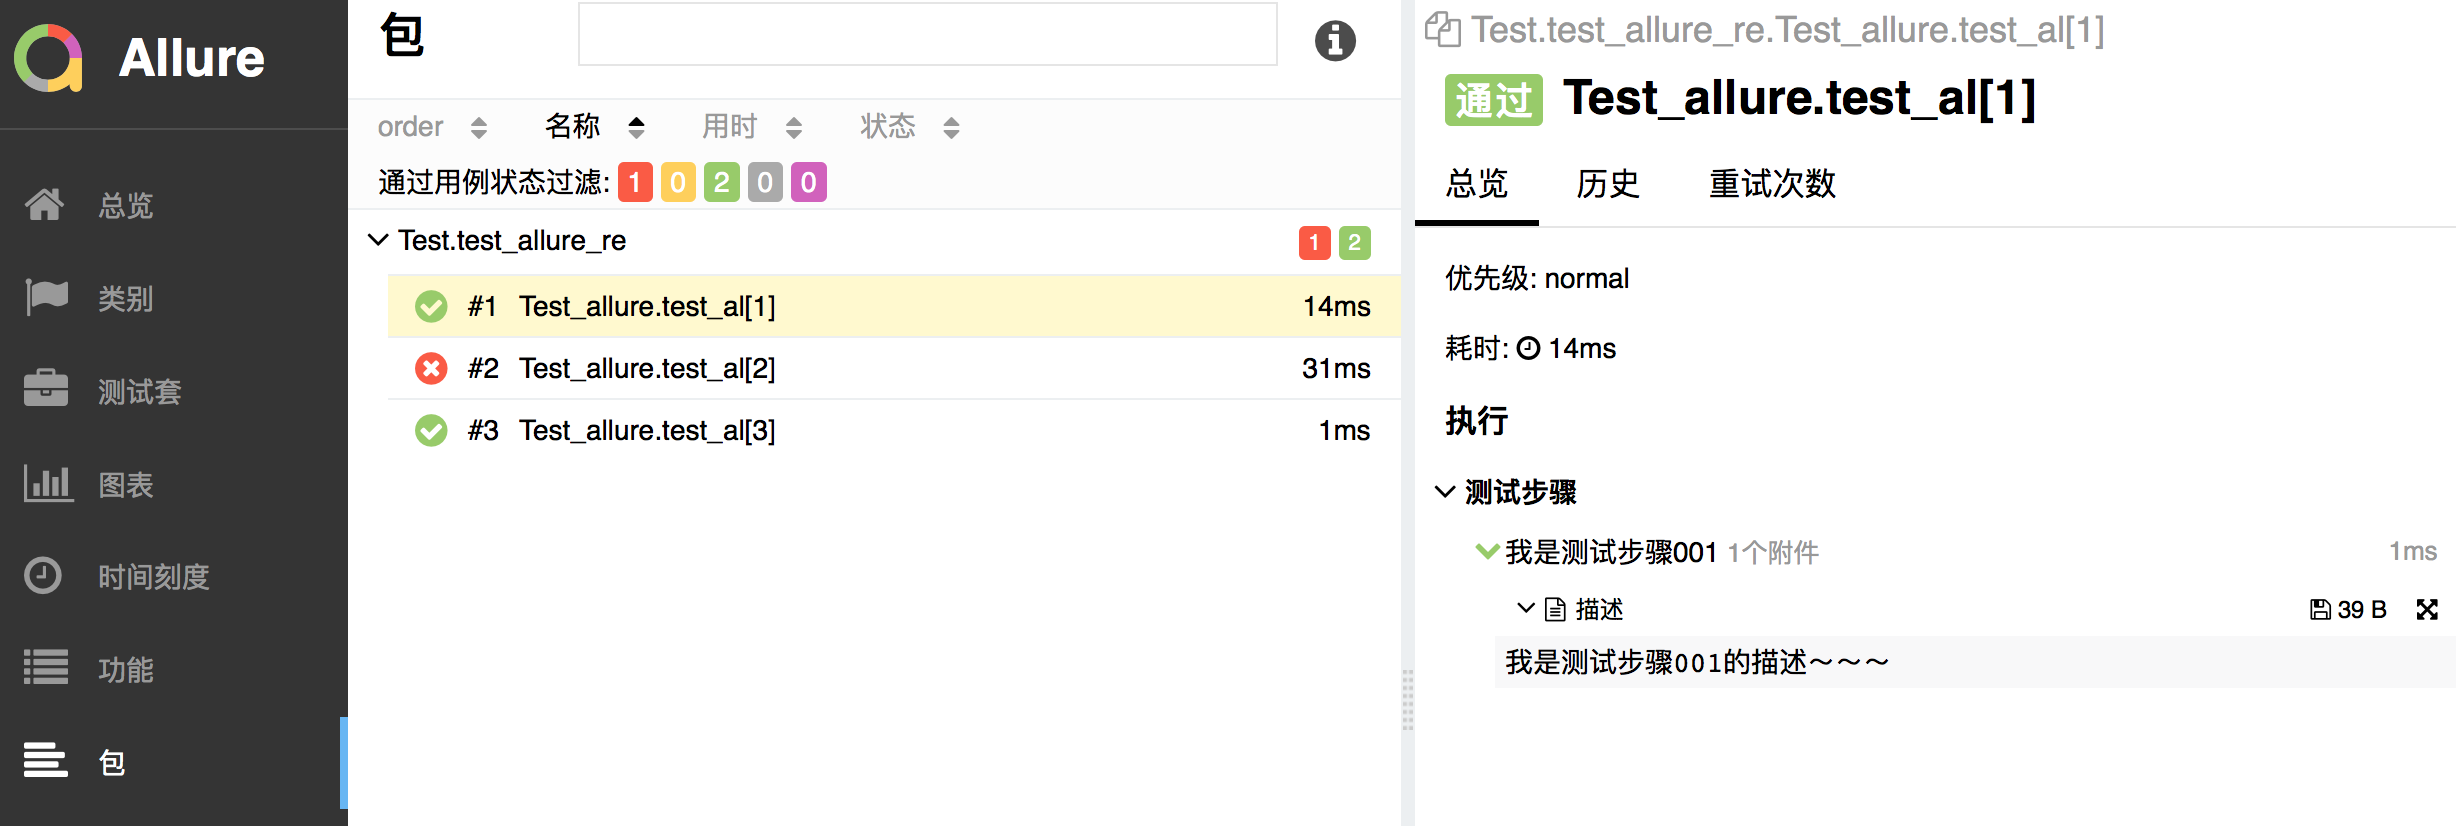 Allure
总览
类别
测试套
图表
时间刻度
功能
包
包
order 名称 用时 状态
通过用例状态过滤: 1 0 2 0 0
Test.test_allure_re 1 2
#1 Test_allure.test_al[1] 14ms
#2 Test_allure.test_al[2] 31ms
#3 Test_allure.test_al[3] 1ms
Test.test_allure_re.Test_allure.test_al[1]
通过 Test_allure.test_al[1]
总览 历史 重试次数
优先级: normal
耗时: 14ms
执行
测试步骤
我是测试步骤001 1个附件 1ms
描述 39 B
我是测试步骤001的描述～～～